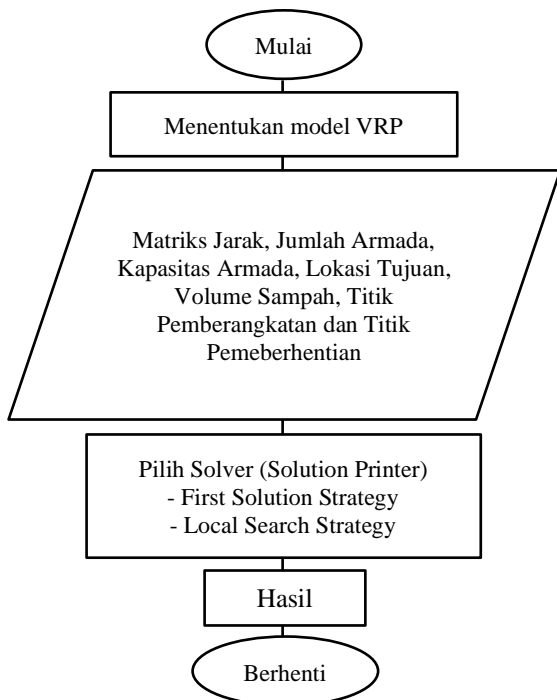 Mulai
Menentukan model VRP
Matriks Jarak, Jumlah Armada,
Kapasitas Armada, Lokasi Tujuan,
Volume Sampah, Titik
Pemberangkatan dan Titik
Pemeberhentian
Pilih Solver (Solution Printer)
- First Solution Strategy
- Local Search Strategy
Hasil
Berhenti